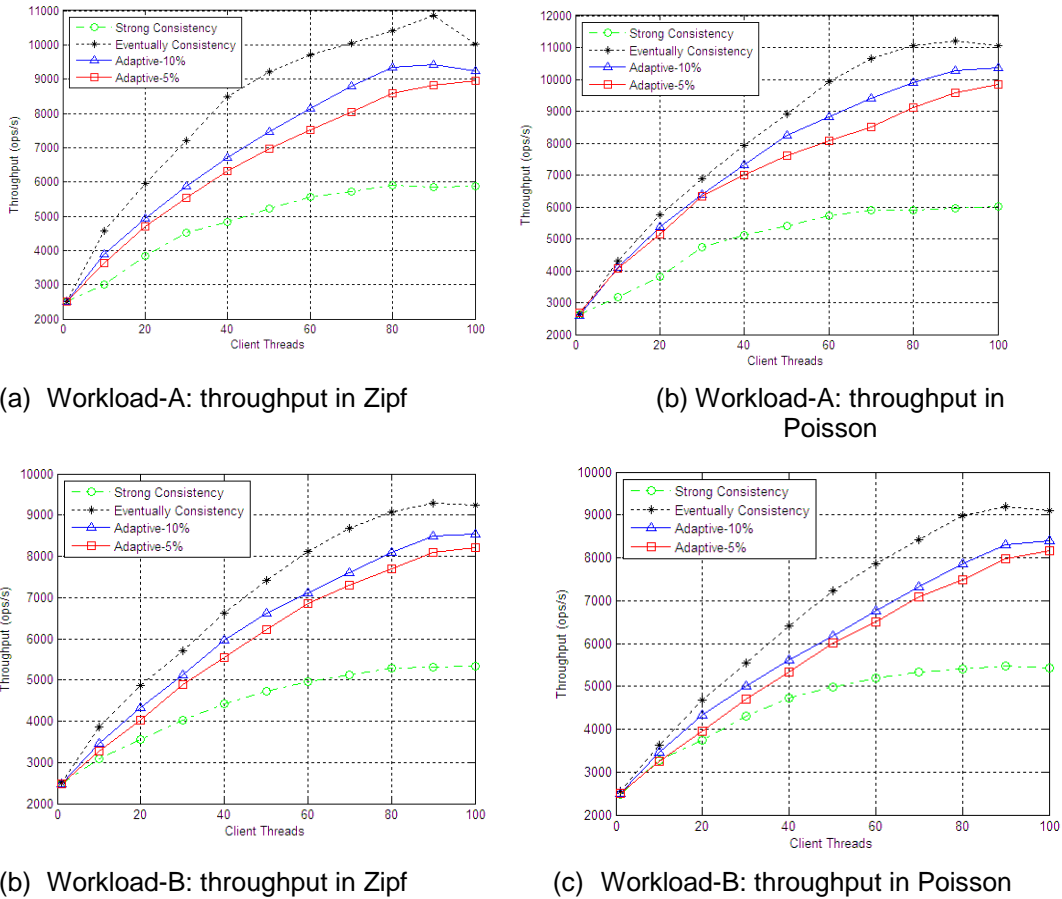 11000
10000
9000
8000
7000
6000
5000
4000
3000
2000
Throughput (ops/s)
Strong Consistency
Eventually Consistency
Adaptive-10%
Adaptive-5%
0 20 40 60 80 100
Client Threads
(a) Workload-A: throughput in Zipf
12000
11000
10000
9000
8000
7000
6000
5000
4000
3000
2000
Throughput (ops/s)
Strong Consistency
Eventually Consistency
Adaptive-10%
Adaptive-5%
0 20 40 60 80 100
Client Threads
(b) Workload-A: throughput in
Poisson
10000
9000
8000
7000
6000
5000
4000
3000
2000
Throughput (ops/s)
Strong Consistency
Eventually Consistency
Adaptive-10%
Adaptive-5%
0 20 40 60 80 100
Client Threads
(b) Workload-B: throughput in Zipf
10000
9000
8000
7000
6000
5000
4000
3000
2000
Throughput (ops/s)
Strong Consistency
Eventually Consistency
Adaptive-10%
Adaptive-5%
0 20 40 60 80 100
Client Threads
(c) Workload-B: throughput in Poisson